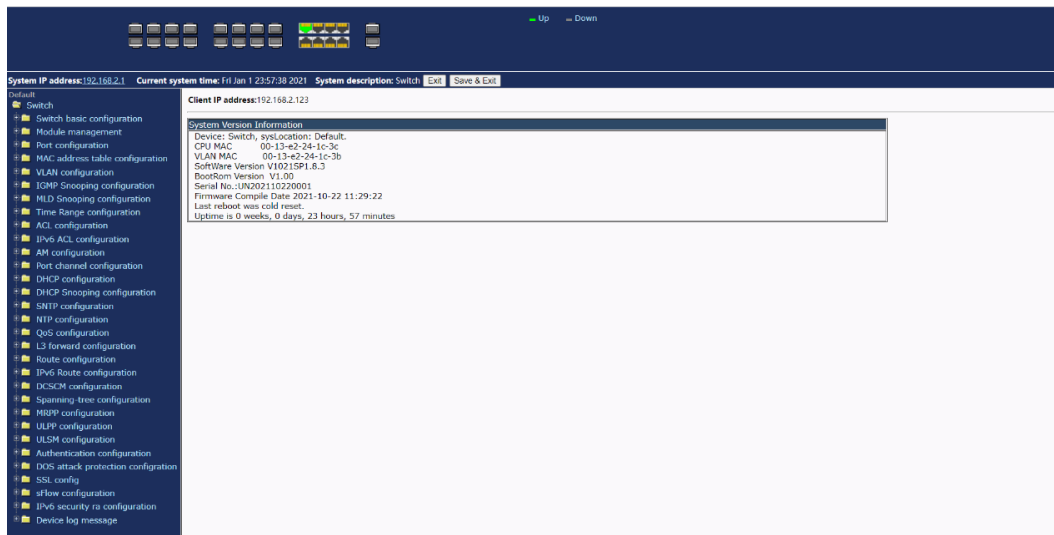 Up Down
System IP address:192.168.2.1 Current system time: Fri Jan 1 23:57:38 2021 System description: Switch Exit Save & Exit
Default
Switch
Switch basic configuration
Module management
Port configuration
MAC address table configuration
VLAN configuration
IGMP Snooping configuration
MLD Snooping configuration
Time Range configuration
ACL configuration
IPv6 ACL configuration
AM configuration
Port channel configuration
DHCP configuration
DHCP Snooping configuration
SNTP configuration
NTP configuration
QoS configuration
L3 forward configuration
Route configuration
IPv6 Route configuration
DCSCM configuration
Spanning-tree configuration
MRPP configuration
ULPP configuration
ULSM configuration
Authentication configuration
DOS attack protection configration
SSL config
sFlow configuration
IPv6 security ra configuration
Device log message
Client IP address:192.168.2.123
System Version Information
Device: Switch, sysLocation: Default.
CPU MAC 00-13-e2-24-1c-3c
VLAN MAC 00-13-e2-24-1c-3b
SoftWare Version V1021SP1.8.3
BootRom Version V1.00
Serial No.:UN202110220001
Firmware Compile Date 2021-10-22 11:29:22
Last reboot was cold reset.
Uptime is 0 weeks, 0 days, 23 hours, 57 minutes